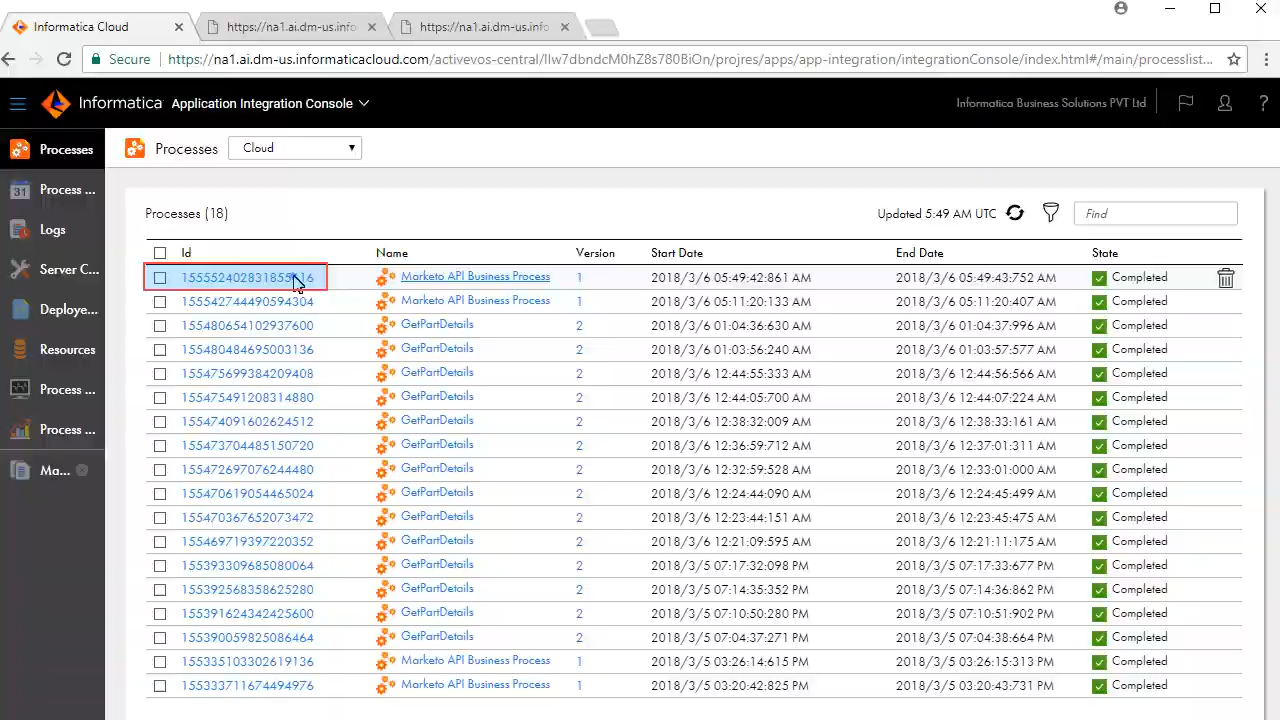 Informatica Cloud
https://na1.ai.dm-us.info
https://na1.ai.dm-us.info
Secure https://na1.ai.dm-us.informaticacloud.com/activevos-central/lIw7dbndcM0hZ8s780BiOn/projres/apps/app-integration/integrationConsole/index.html#/main/processlist...
Informatica Application Integration Console Informatica Business Solutions PVT Ltd ?
Processes
Process ...
31
Logs
Server C...
Deploye...
Resources
Process ...
Process ...
Ma...
Processes Cloud
Processes (18) Updated 5:49 AM UTC Find
Id Name Version Start Date End Date State
Marketo API Business Process 1 2018/3/6 05:49:42:861 AM 2018/3/6 05:49:43:752 AM Completed
155542744490594304 Marketo API Business Process 1 2018/3/6 05:11:20:133 AM 2018/3/6 05:11:20:407 AM Completed
155480654102937600 GetPartDetails 2 2018/3/6 01:04:36:630 AM 2018/3/6 01:04:37:996 AM Completed
155480484695003136 GetPartDetails 2 2018/3/6 01:03:56:240 AM 2018/3/6 01:03:57:577 AM Completed
155475699384209408 GetPartDetails 2 2018/3/6 12:44:55:333 AM 2018/3/6 12:44:56:566 AM Completed
155475491208314880 GetPartDetails 2 2018/3/6 12:44:05:700 AM 2018/3/6 12:44:07:224 AM Completed
155474091602624512 GetPartDetails 2 2018/3/6 12:38:32:009 AM 2018/3/6 12:38:33:161 AM Completed
155473704485150720 GetPartDetails 2 2018/3/6 12:36:59:712 AM 2018/3/6 12:37:01:311 AM Completed
155472697076244480 GetPartDetails 2 2018/3/6 12:32:59:528 AM 2018/3/6 12:33:01:000 AM Completed
155470619054465024 GetPartDetails 2 2018/3/6 12:24:44:090 AM 2018/3/6 12:24:45:499 AM Completed
155470367652073472 GetPartDetails 2 2018/3/6 12:23:44:151 AM 2018/3/6 12:23:45:475 AM Completed
155469719397220352 GetPartDetails 2 2018/3/6 12:21:09:595 AM 2018/3/6 12:21:11:175 AM Completed
155393309685080064 GetPartDetails 2 2018/3/5 07:17:32:098 PM 2018/3/5 07:17:33:677 PM Completed
155392568358625280 GetPartDetails 2 2018/3/5 07:14:35:352 PM 2018/3/5 07:14:36:862 PM Completed
155391624342425600 GetPartDetails 2 2018/3/5 07:10:50:280 PM 2018/3/5 07:10:51:902 PM Completed
155390059825086464 GetPartDetails 2 2018/3/5 07:04:37:271 PM 2018/3/5 07:04:38:664 PM Completed
155335103302619136 Marketo API Business Process 1 2018/3/5 03:26:14:615 PM 2018/3/5 03:26:15:313 PM Completed
155333711674494976 Marketo API Business Process 1 2018/3/5 03:20:42:825 PM 2018/3/5 03:20:43:731 PM Completed